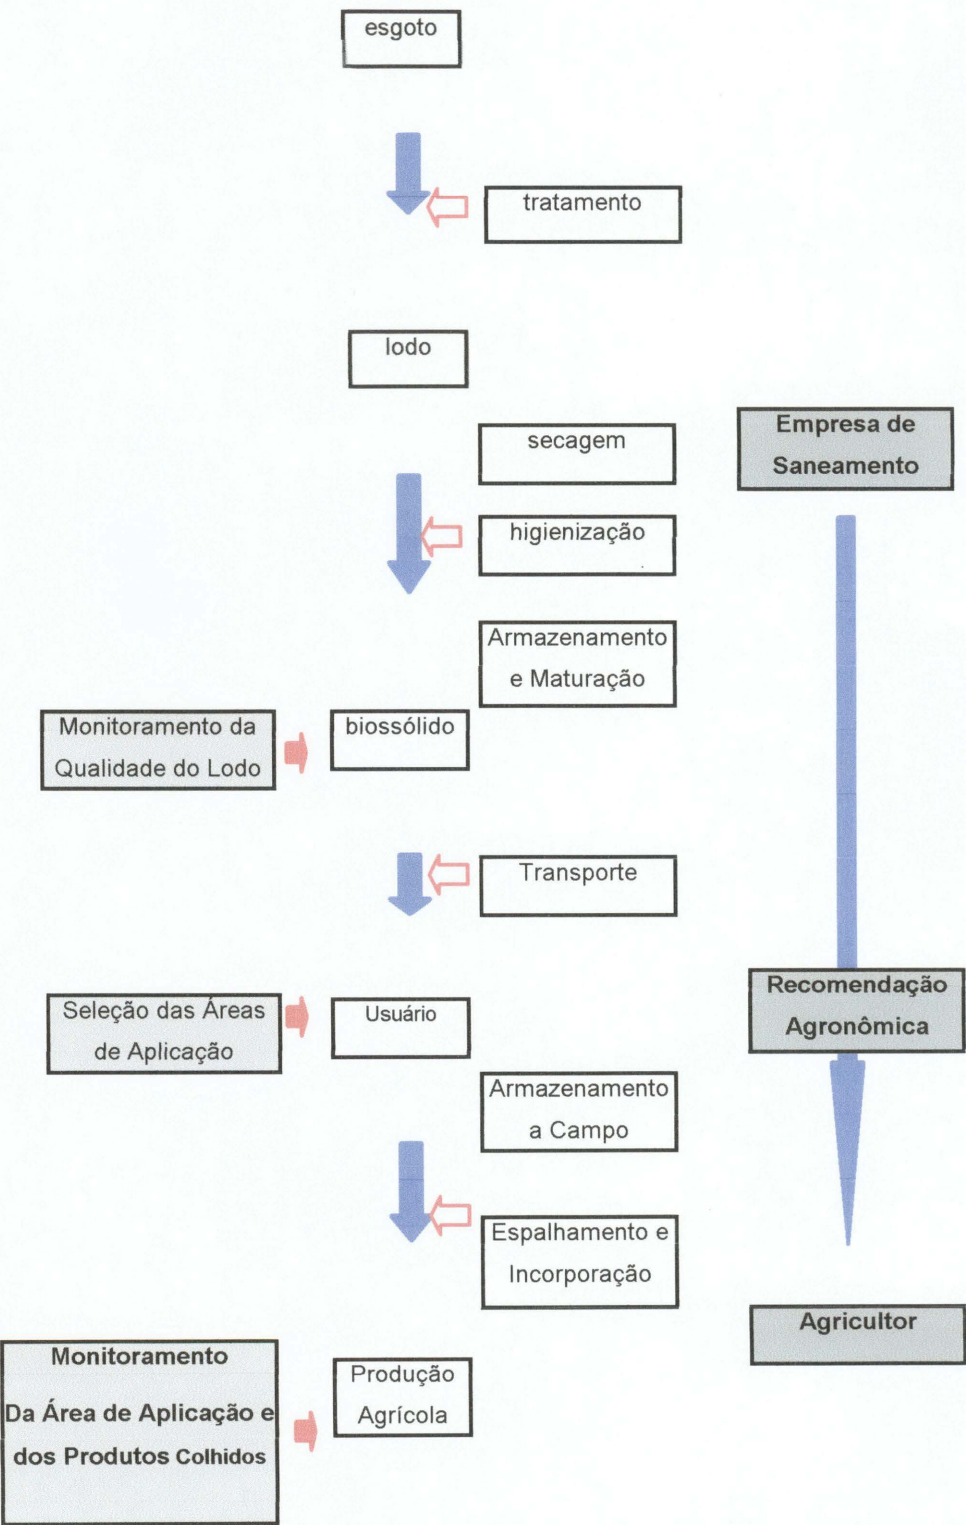 esgoto
tratamento
lodo
secagem
Empresa de
Saneamento
higienização
Armazenamento
e Maturação
Monitoramento da
Qualidade do Lodo
biossólido
Transporte
Seleção das Áreas
de Aplicação
Usuário
Recomendação
Agronômica
Armazenamento
a Campo
Espalhamento e
Incorporação
Agricultor
Monitoramento
Da Área de Aplicação e
dos Produtos Colhidos
Produção
Agrícola